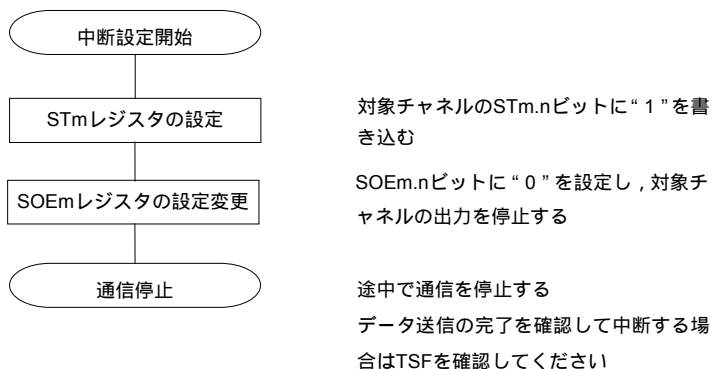 中断設定開始
STmレジスタの設定
対象チャネルのSTm.nビットに“1”を書
き込む
SOEmレジスタの設定変更
SOEm.nビットに“0”を設定し，対象チ
ャネルの出力を停止する
通信停止
途中で通信を停止する
データ送信の完了を確認して中断する場
合はTSFを確認してください